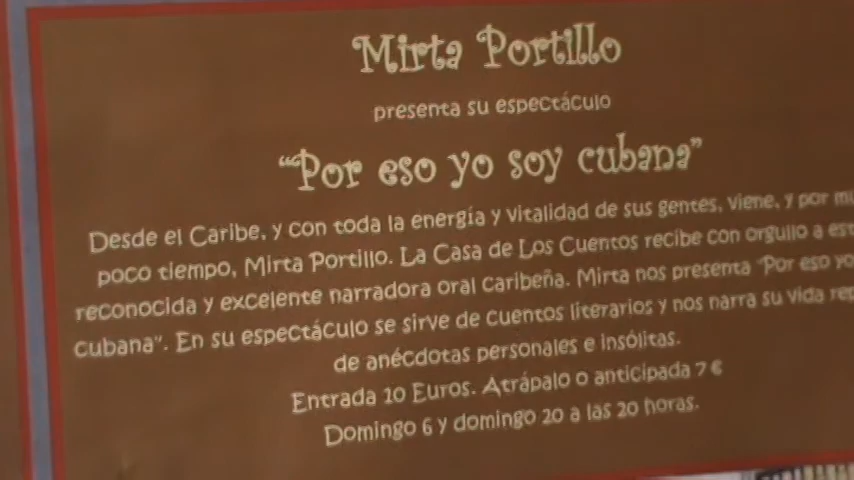 Mirta Portillo
presenta su espectáculo
“Por eso yo soy cubana”
Desde el Caribe, y con toda la energía y vitalidad de sus gentes, viene, y por
poco tiempo, Mirta Portillo. La Casa de Los Cuentos recibe con orgullo a
reconocida y excelente narradora oral caribeña. Mirta nos presenta “Por eso yo
cubana”. En su espectáculo se sirve de cuentos literarios y nos narra su vida
de anécdotas personales e insólitas.
Entrada 10 Euros. Atrápalo o anticipada 7 €
Domingo 6 y domingo 20 a las 20 horas.